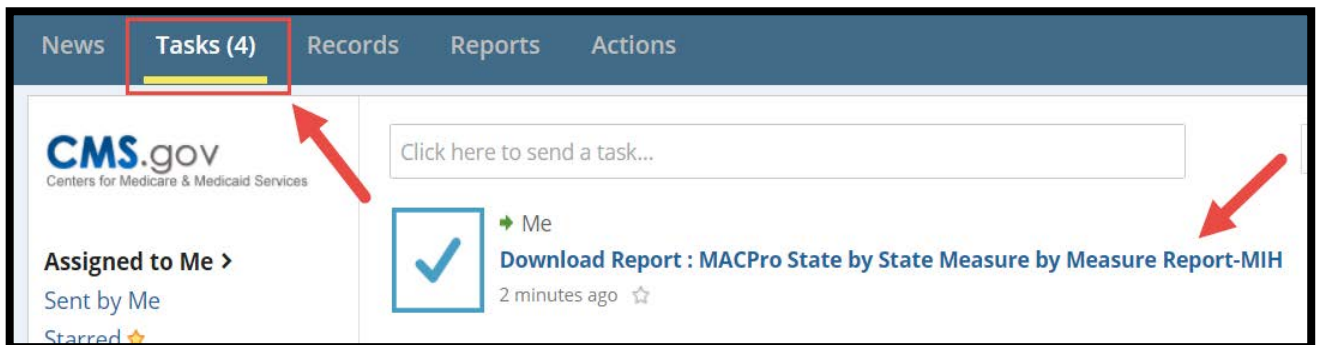 News Tasks (4) Records Reports Actions
CMS.gov
Centers for Medicare & Medicaid Services
Click here to send a task...
Me
Download Report : MACPro State by State Measure by Measure Report-MIH
2 minutes ago
Assigned to Me >
Sent by Me
Starred